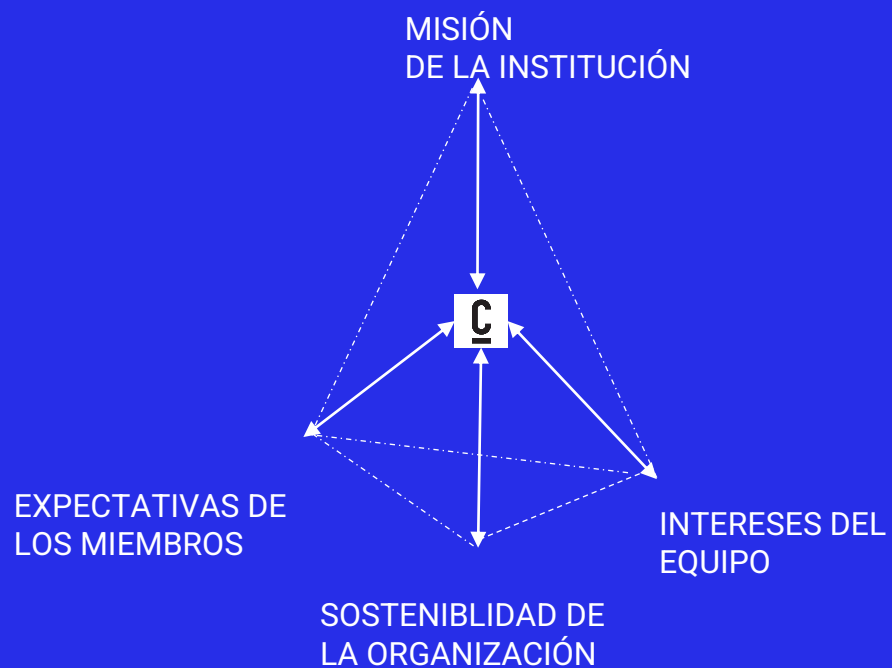 MISIÓN
DE LA INSTITUCIÓN
C
EXPECTATIVAS DE
LOS MIEMBROS
INTERESES DEL
EQUIPO
SOSTENIBLIDAD DE
LA ORGANIZACIÓN